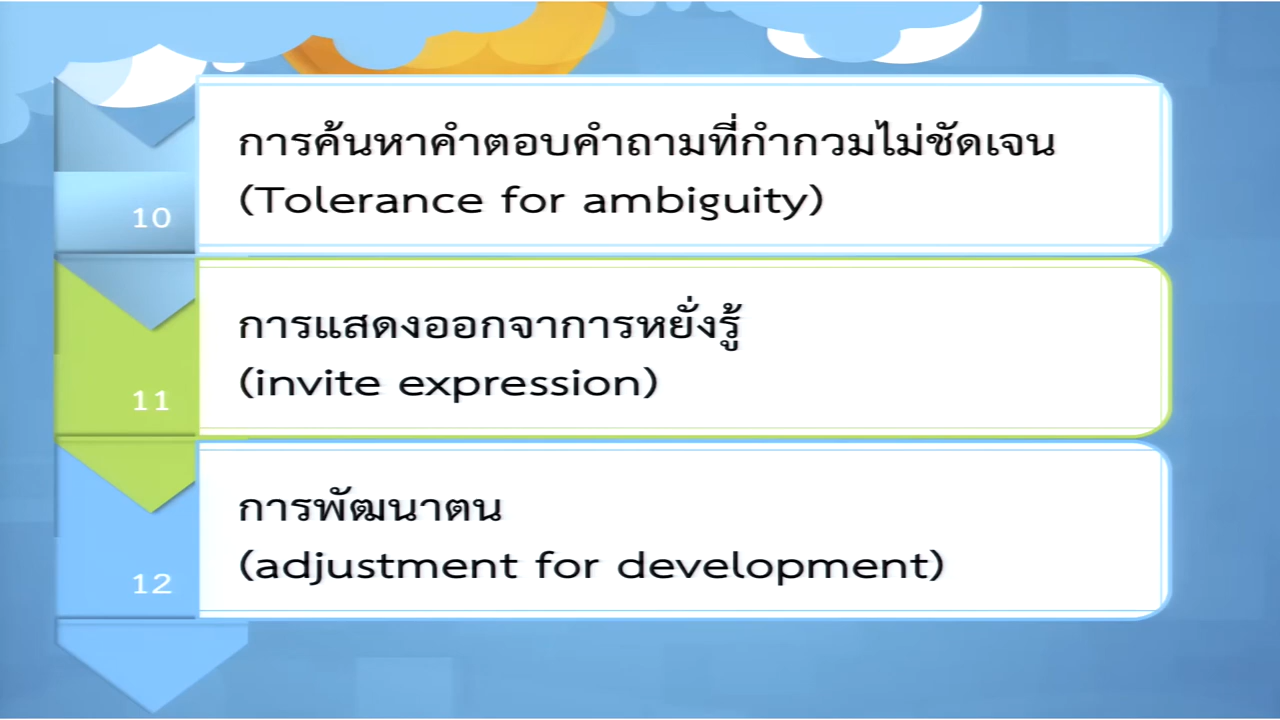 10
การค้นหาคำตอบคำถามที่กำกวมไม่ชัดเจน
(Tolerance for ambiguity)
11
การแสดงออกจาการหยั่งรู้
(invite expression)
12
การพัฒนาตน
(adjustment for development)